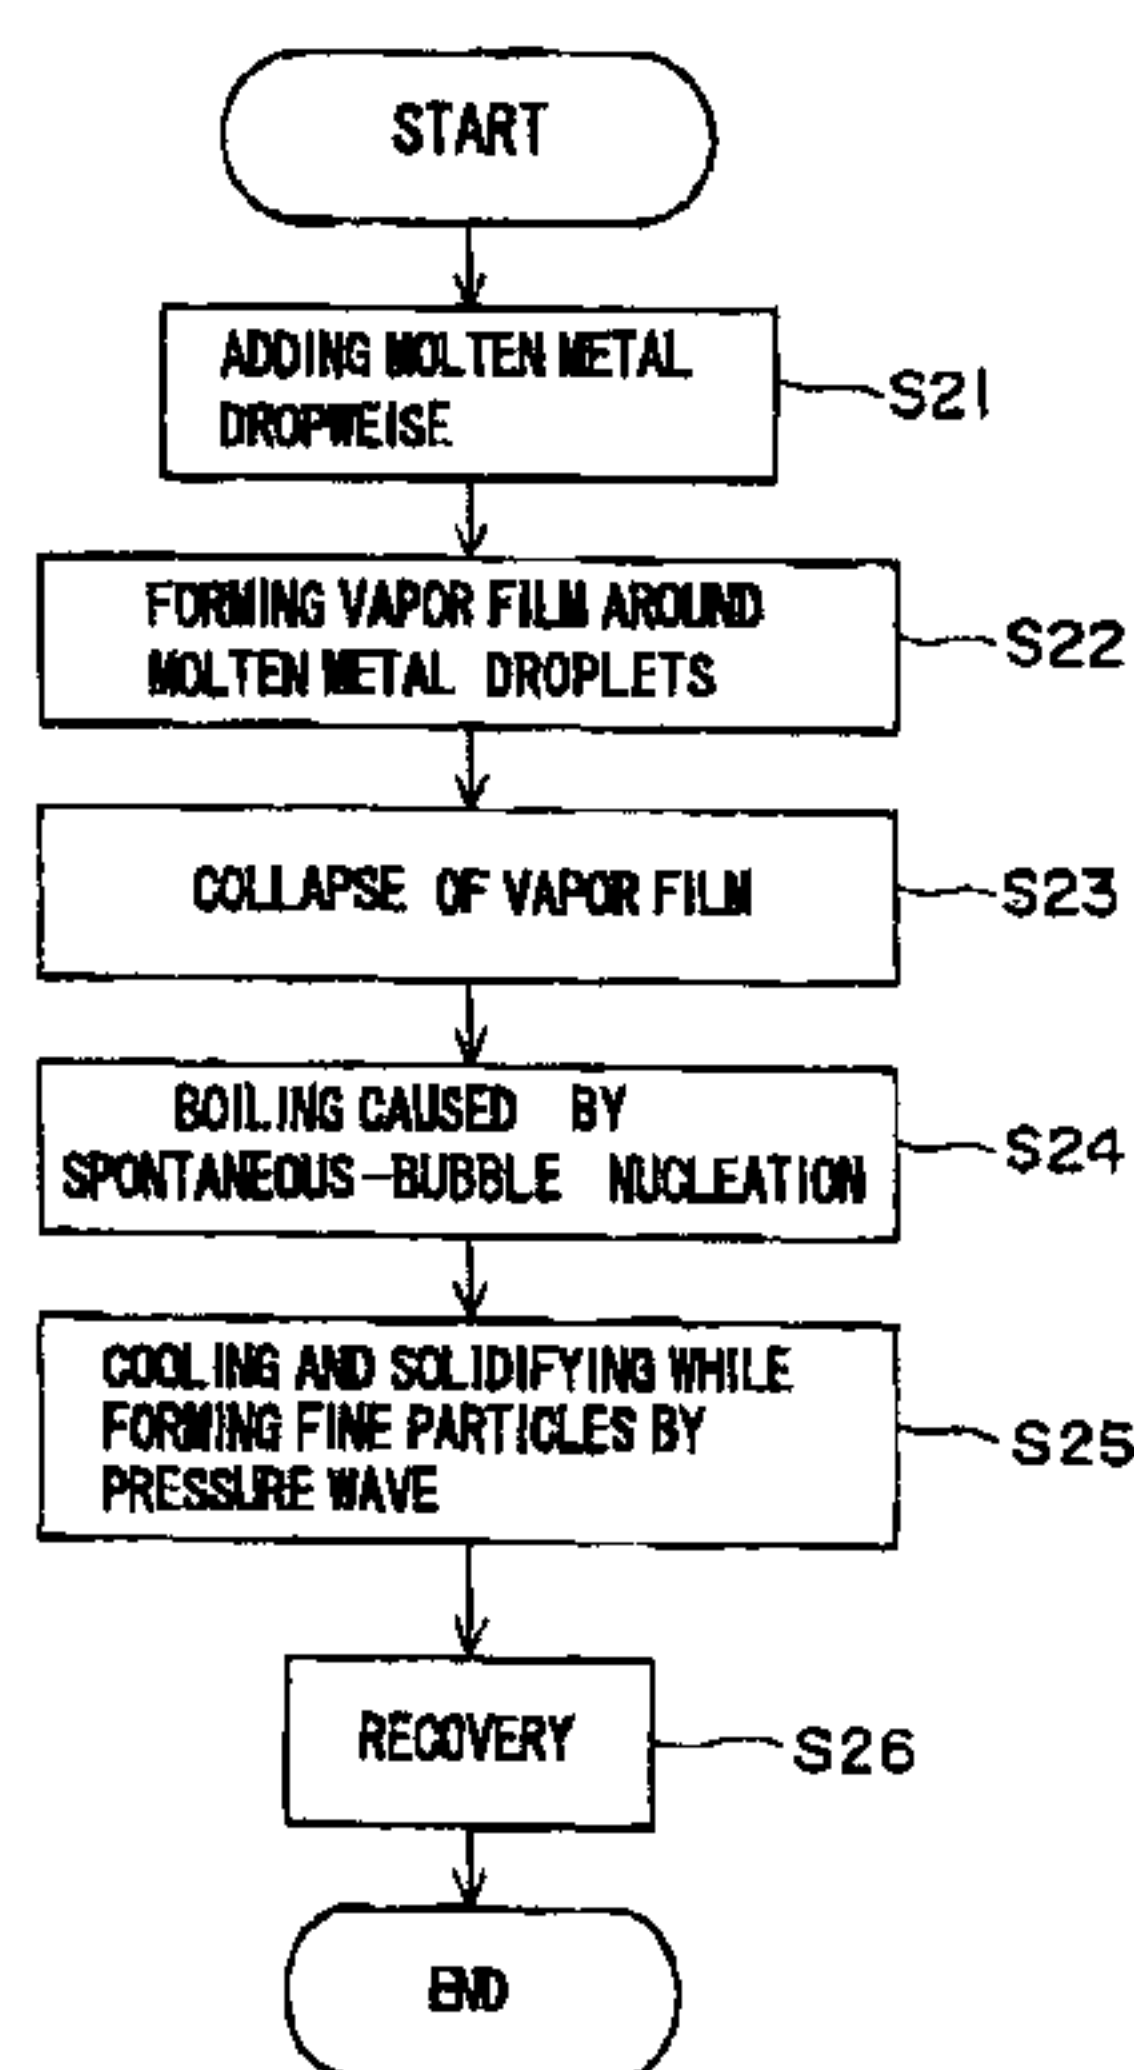 START
ADDING MOLTEN METAL
DROPWEISE
S21
FORMING VAPOR FILM AROUND
MOLTEN METAL DROPLETS
S22
COLLAPSE OF VAPOR FILM
S23
BOILING CAUSED BY
SPONTANEOUS-BUBBLE NUCLEATION
S24
COOLING AND SOLIDIFYING WHILE
FORMING FINE PARTICLES BY
PRESSURE WAVE
S25
RECOVERY
S26
END